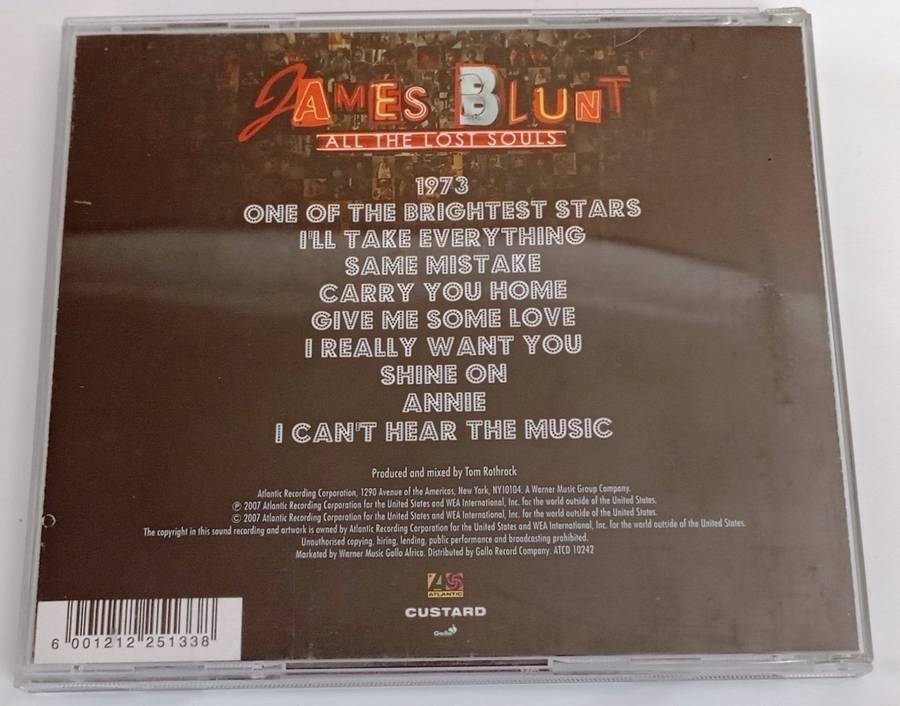 JAMES BLUNT
ALL THE LOST SOULS
1973
ONE OF THE BRIGHTEST STARS
I'LL TAKE EVERYTHING
SAME MISTAKE
CARRY YOU HOME
GIVE ME SOME LOVE
I REALLY WANT YOU
SHINE ON
ANNIE
I CAN'T HEAR THE MUSIC
Produced and mixed by Tom Rothrock
Atlantic Recording Corporation, 1290 Avenue of the Americas, New York, NY10104. A Warner Music Group Company.
℗ 2007 Atlantic Recording Corporation for the United States and WEA International, Inc. for the world outside of the United States.
© 2007 Atlantic Recording Corporation for the United States and WEA International, Inc. for the world outside of the United States.
The copyright in this sound recording and artwork is owned by Atlantic Recording Corporation for the United States and WEA International, Inc. for the world outside of the United States.
Unauthorised copying, hiring, lending, public performance and broadcasting prohibited.
Marketed by Warner Music Gallo Africa. Distributed by Gallo Record Company. ATCD 10242
ATLANTIC
CUSTARD
Gallo
6 001212 251338